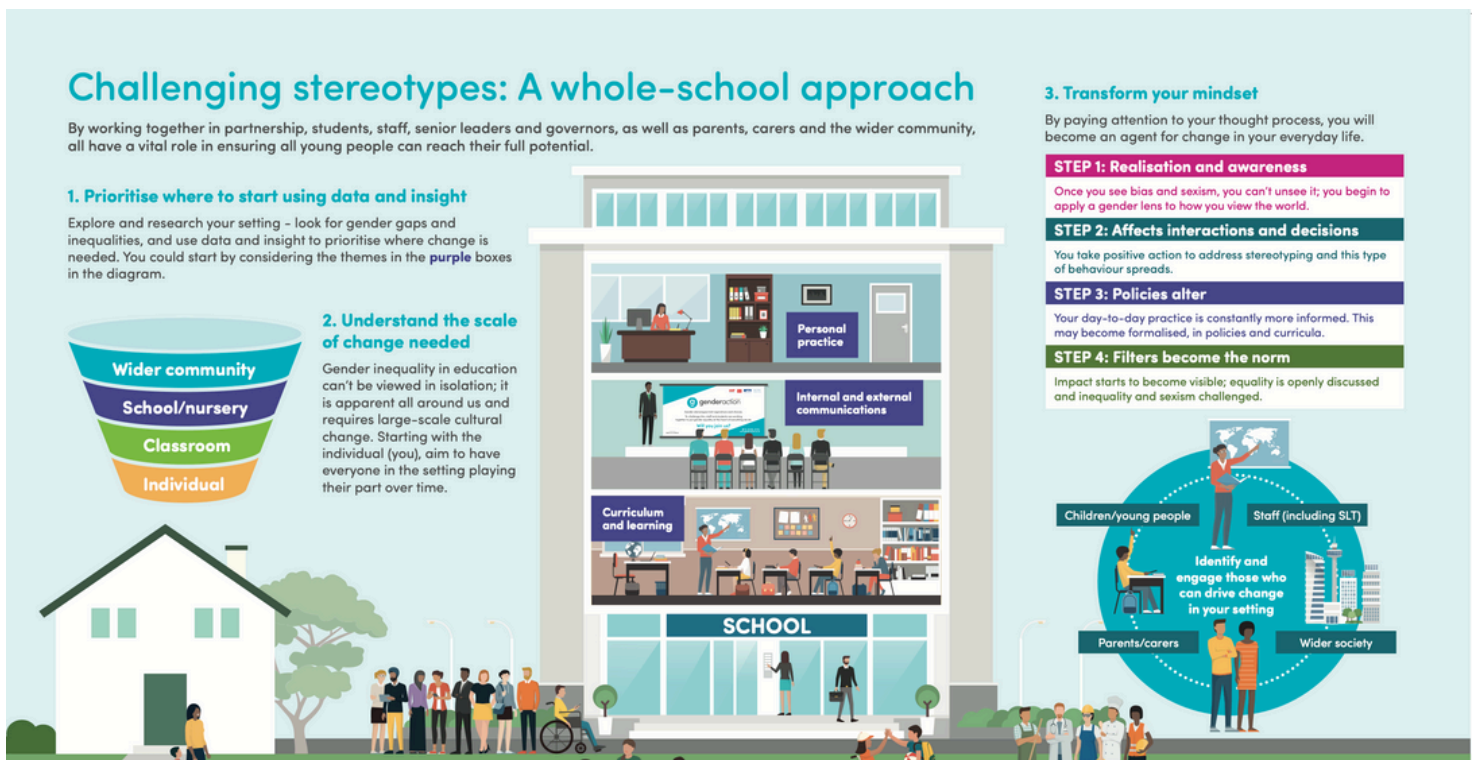 Challenging stereotypes: A whole-school approach
By working together in partnership, students, staff, senior leaders and governors, as well as parents, carers and the wider community,
all have a vital role in ensuring all young people can reach their full potential.
1. Prioritise where to start using data and insight
Explore and research your setting - look for gender gaps and
inequalities, and use data and insight to prioritise where change is
needed. You could start by considering the themes in the purple boxes
in the diagram.
Wider community
School/nursery
Classroom
Individual
2. Understand the scale
of change needed
Gender inequality in education
can't be viewed in isolation; it
is apparent all around us and
requires large-scale cultural
change. Starting with the
individual (you), aim to have
everyone in the setting playing
their part over time.
Personal
practice
genderaction
Will you join us?
Internal and external
communications
Curriculum
and learning
SCHOOL
3. Transform your mindset
By paying attention to your thought process, you will
become an agent for change in your everyday life.
STEP 1: Realisation and awareness
Once you see bias and sexism, you can't unsee it; you begin to
apply a gender lens to how you view the world.
STEP 2: Affects interactions and decisions
You take positive action to address stereotyping and this type
of behaviour spreads.
STEP 3: Policies alter
Your day-to-day practice is constantly more informed. This
may become formalised, in policies and curricula.
STEP 4: Filters become the norm
Impact starts to become visible; equality is openly discussed
and inequality and sexism challenged.
Children/young people
Staff (including SLT)
Identify and
engage those who
can drive change
in your setting
Parents/carers
Wider society